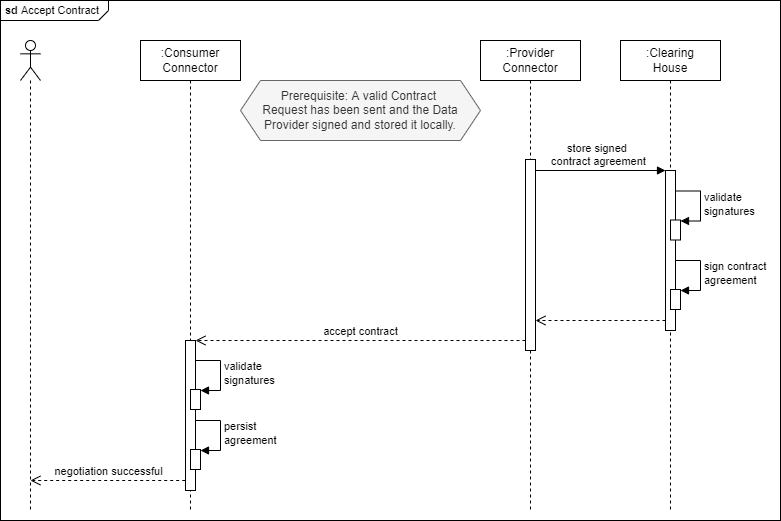 sd Accept Contract
:Consumer
Connector
:Provider
Connector
:Clearing
House
Prerequisite: A valid Contract
Request has been sent and the Data
Provider signed and stored it locally.
store signed
contract agreement
validate
signatures
sign contract
agreement
accept contract
validate
signatures
persist
agreement
negotiation successful